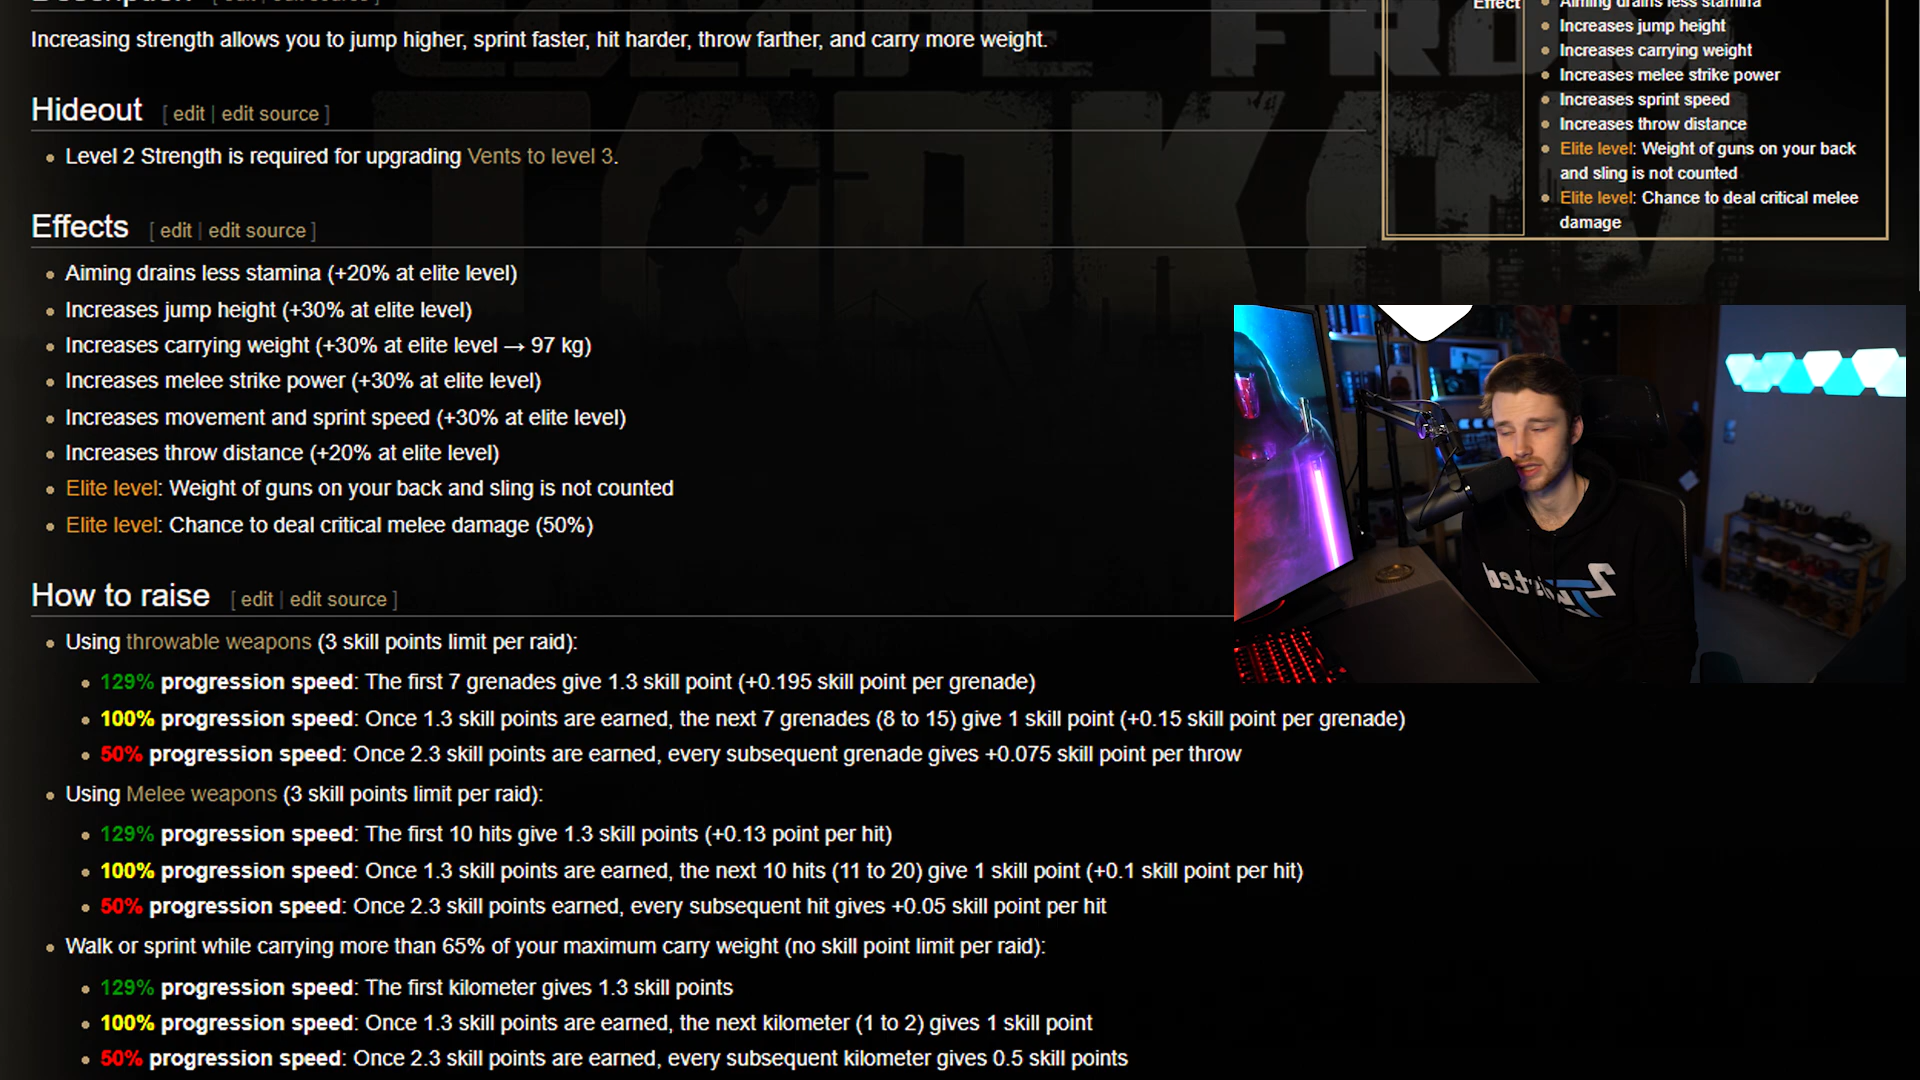 Description [ edit | edit source ]
Increasing strength allows you to jump higher, sprint faster, hit harder, throw farther, and carry more weight.
Hideout [ edit | edit source ]
Level 2 Strength is required for upgrading Vents to level 3.
Effects [ edit | edit source ]
Aiming drains less stamina (+20% at elite level)
Increases jump height (+30% at elite level)
Increases carrying weight (+30% at elite level → 97 kg)
Increases melee strike power (+30% at elite level)
Increases movement and sprint speed (+30% at elite level)
Increases throw distance (+20% at elite level)
Elite level: Weight of guns on your back and sling is not counted
Elite level: Chance to deal critical melee damage (50%)
How to raise [ edit | edit source ]
Using throwable weapons (3 skill points limit per raid):
129% progression speed: The first 7 grenades give 1.3 skill point (+0.195 skill point per grenade)
100% progression speed: Once 1.3 skill points are earned, the next 7 grenades (8 to 15) give 1 skill point (+0.15 skill point per grenade)
50% progression speed: Once 2.3 skill points are earned, every subsequent grenade gives +0.075 skill point per throw
Using Melee weapons (3 skill points limit per raid):
129% progression speed: The first 10 hits give 1.3 skill points (+0.13 point per hit)
100% progression speed: Once 1.3 skill points are earned, the next 10 hits (11 to 20) give 1 skill point (+0.1 skill point per hit)
50% progression speed: Once 2.3 skill points earned, every subsequent hit gives +0.05 skill point per hit
Walk or sprint while carrying more than 65% of your maximum carry weight (no skill point limit per raid):
129% progression speed: The first kilometer gives 1.3 skill points
100% progression speed: Once 1.3 skill points are earned, the next kilometer (1 to 2) gives 1 skill point
50% progression speed: Once 2.3 skill points are earned, every subsequent kilometer gives 0.5 skill points
Effect
Aiming drains less stamina
Increases jump height
Increases carrying weight
Increases melee strike power
Increases sprint speed
Increases throw distance
Elite level: Weight of guns on your back
and sling is not counted
Elite level: Chance to deal critical melee
damage
ESCAPE FROM
TARKOV